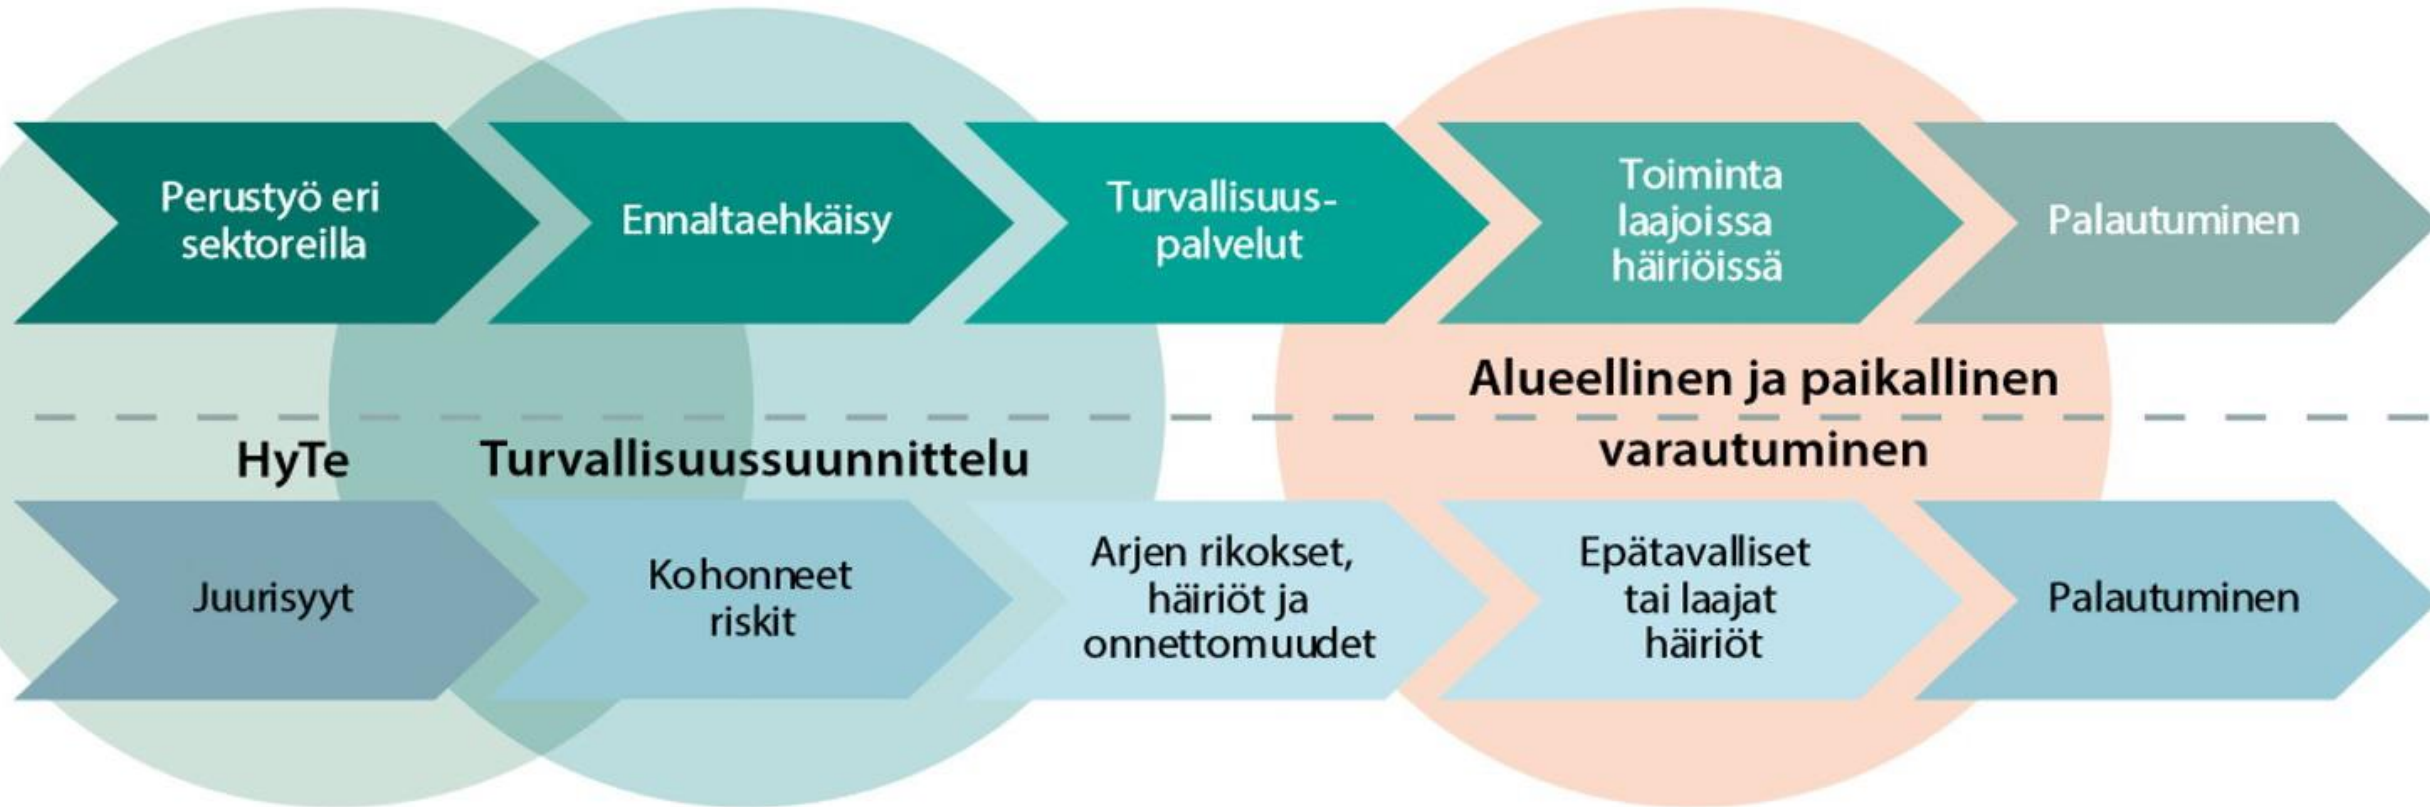 Perustyö eri
sektoreilla
Ennaltaehkäisy
Turvallisuus-
palvelut
Toiminta
laajoissa
häiriöissä
Palautuminen
HyTe
Turvallisuussuunnittelu
Alueellinen ja paikallinen
varautuminen
Juurisyyt
Kohonneet
riskit
Arjen rikokset,
häiriöt ja
onnettomuudet
Epätavalliset
tai laajat
häiriöt
Palautuminen